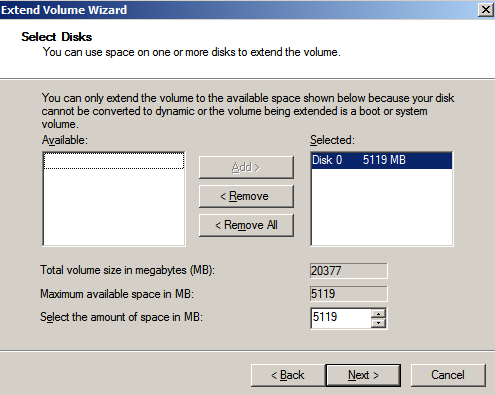 Extend Volume Wizard
Select Disks
You can use space on one or more disks to extend the volume.
You can only extend the volume to the available space shown below because your disk
cannot be converted to dynamic or the volume being extended is a boot or system
volume.
Available:
Selected:
Disk 0 5119 MB
Add >
< Remove
< Remove All
Total volume size in megabytes (MB): 20377
Maximum available space in MB: 5119
Select the amount of space in MB: 5119
< Back Next > Cancel